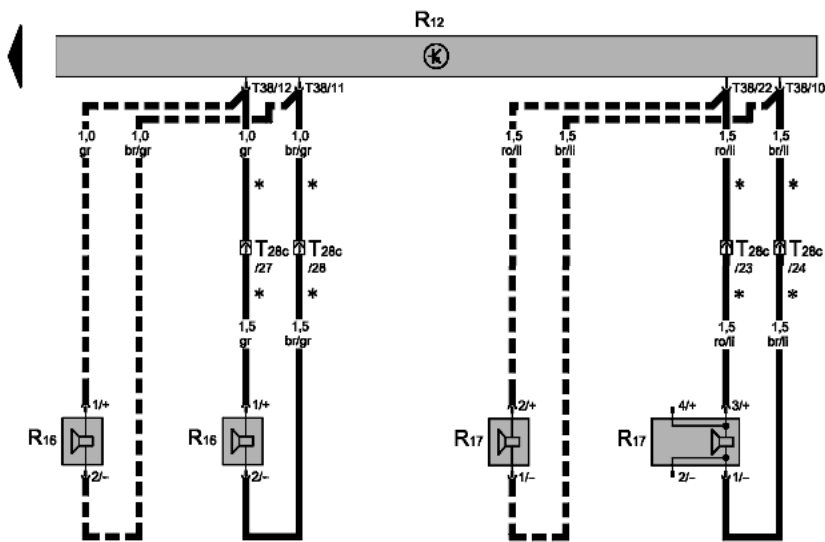 R12
T38/12 T38/11 T38/22 T38/10
1,0 1,0 1,0 1,0 1,5 1,5 1,5 1,5
gr br/gr gr br/gr ro/li br/li ro/li br/li
* * * *
T28c T28c T28c T28c
/27 /28 /23 /24
* * * *
1,5 1,5 1,5 1,5
gr br/gr ro/li br/li
1/+ 1/+ 2/+ 4/+ 3/+
R16 R16 R17 R17
2/– 2/– 1/– 2/– 1/–